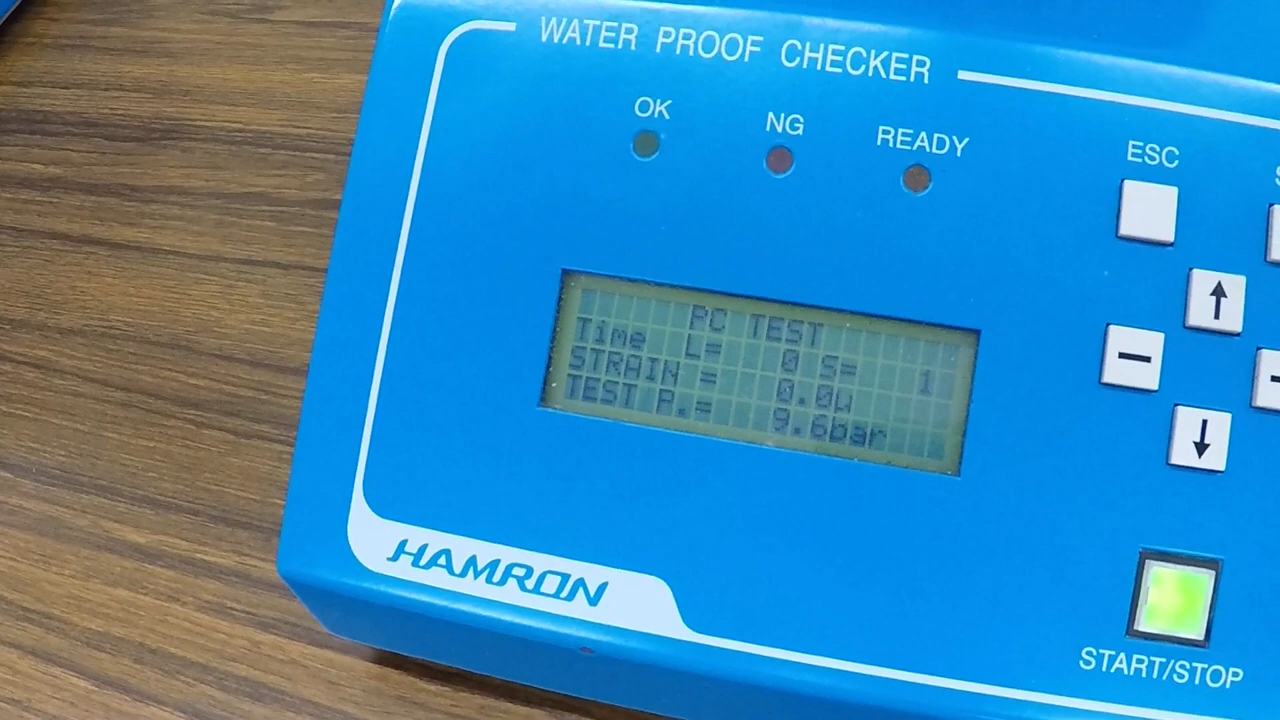 WATER PROOF CHECKER
OK
NG
READY
ESC
PC TEST
Time L= 0 S= 1
STRAIN = 0.0
TEST P.= 9.6bar
HAMRON
START/STOP